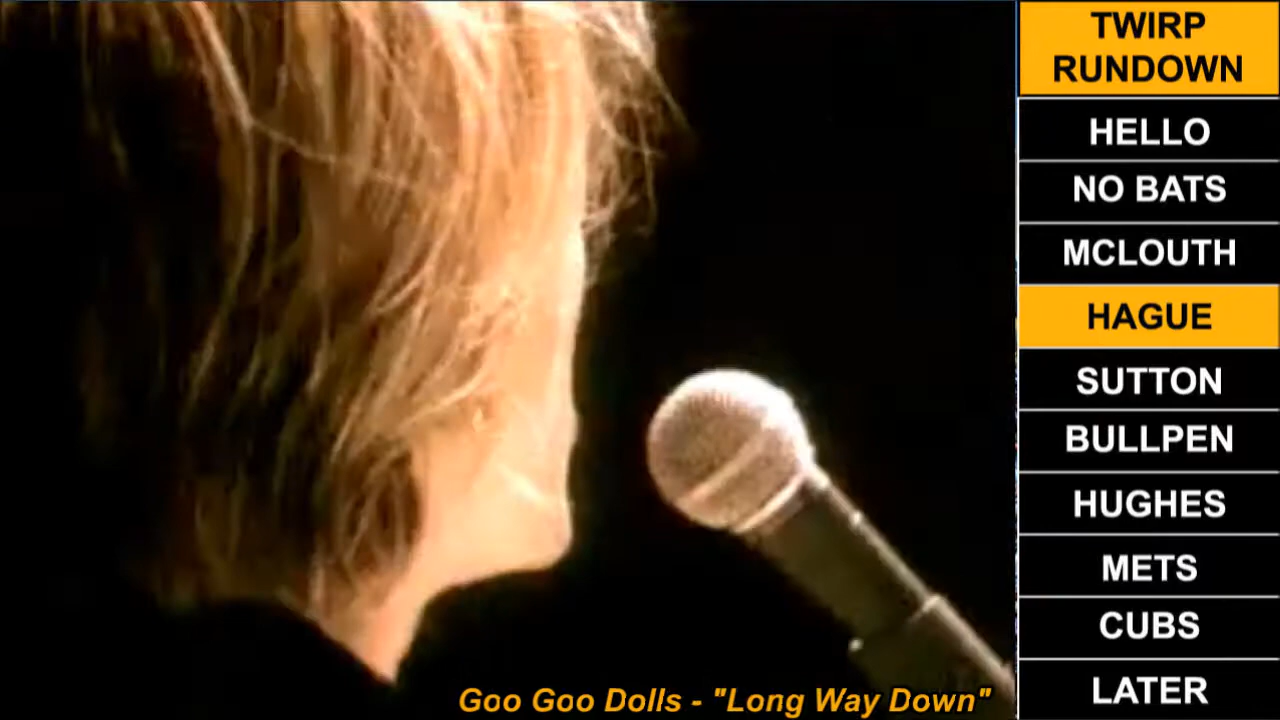 TWIRP
RUNDOWN
HELLO
NO BATS
MCLOUTH
HAGUE
SUTTON
BULLPEN
HUGHES
METS
CUBS
LATER
Goo Goo Dolls - "Long Way Down"